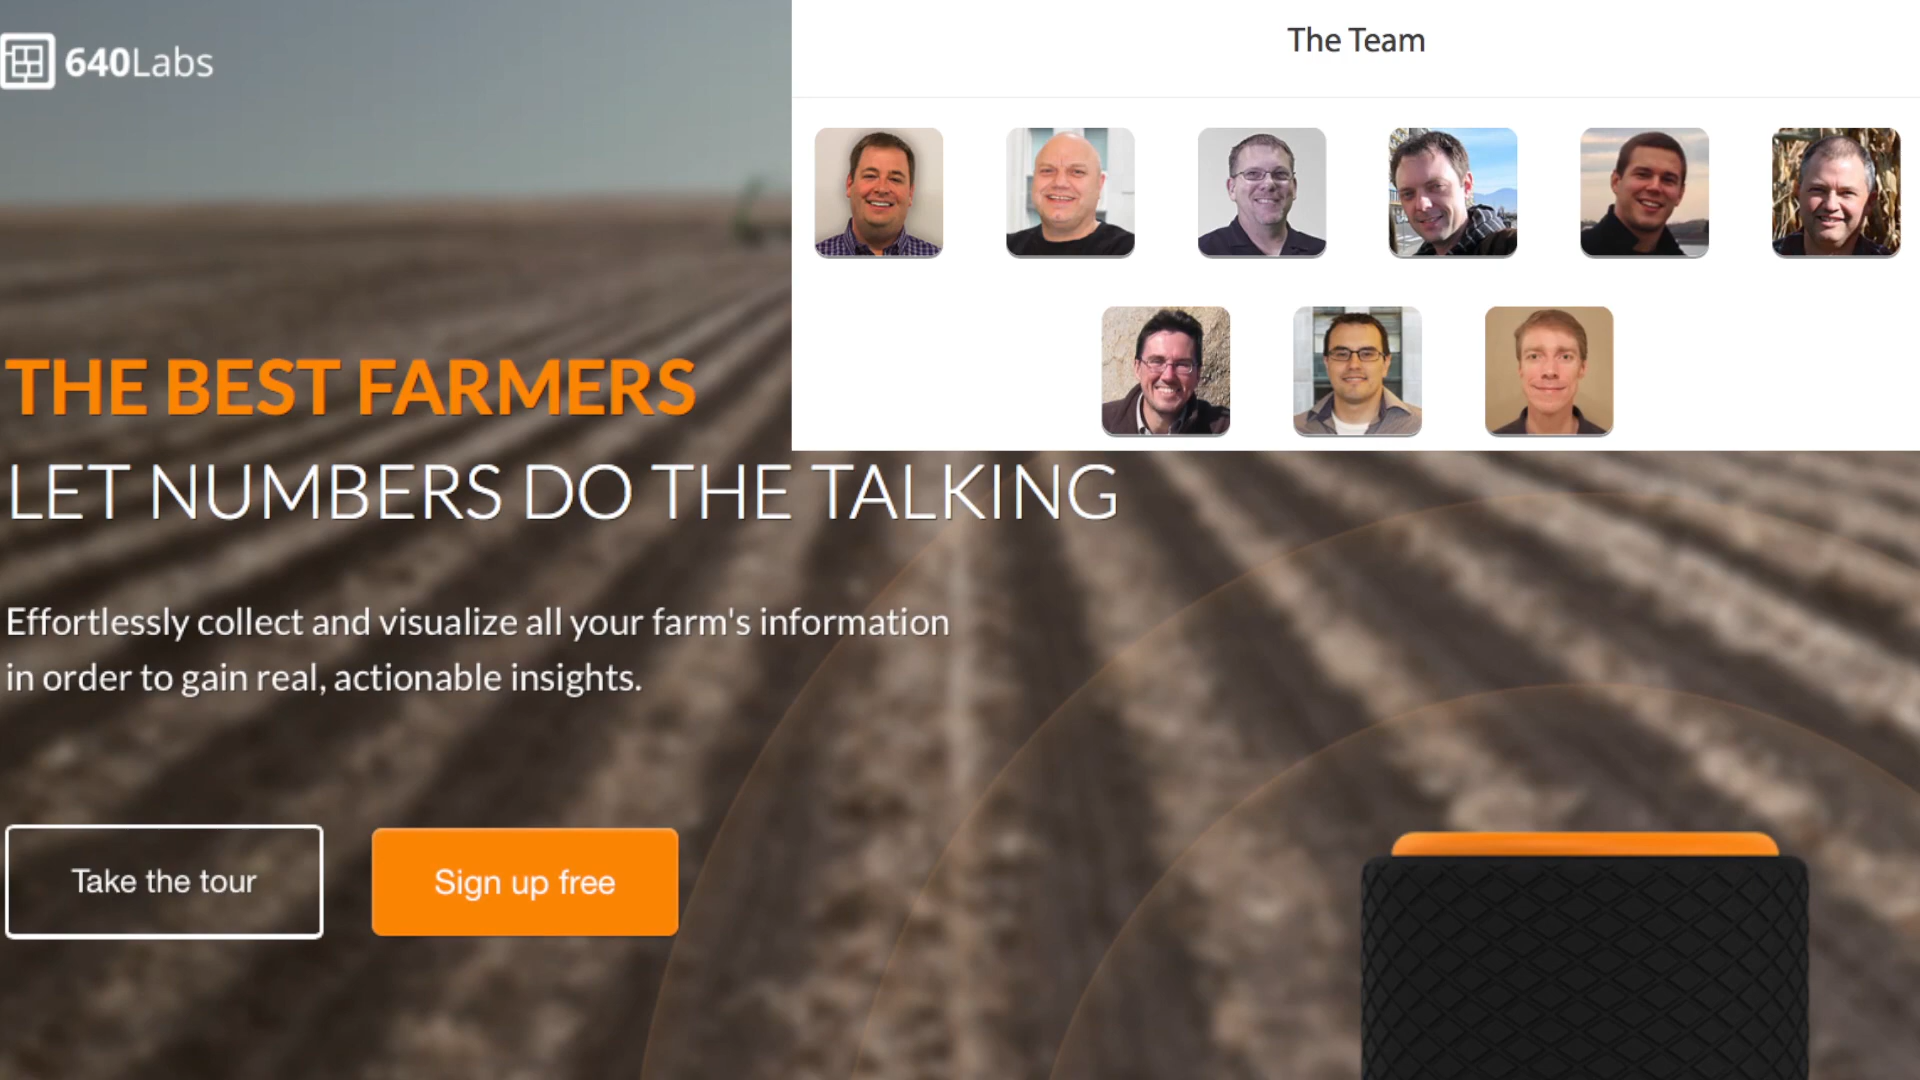 640Labs
The Team
THE BEST FARMERS
LET NUMBERS DO THE TALKING
Effortlessly collect and visualize all your farm's information
in order to gain real, actionable insights.
Take the tour
Sign up free